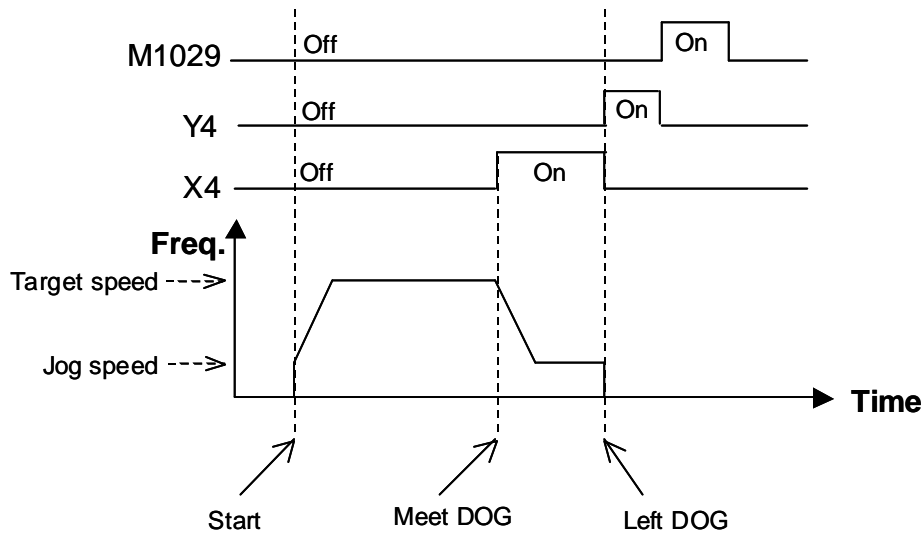 M1029
Off
On
Y4
Off
On
X4
Off
On
Freq.
Target speed
Jog speed
Time
Start
Meet DOG
Left DOG